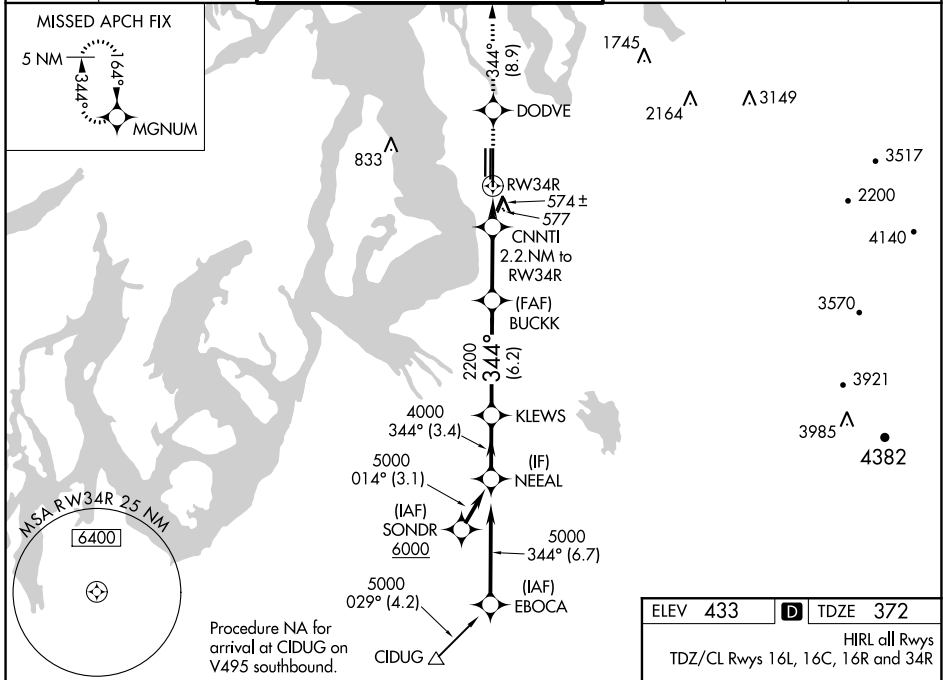 MISSED APCH FIX
5 NM
344°
164°
MGNUM
344°
(8.9)
DODVE
1745
2164
3149
833
RW34R
574 ±
577
CNNTI
2.2.NM to
RW34R
(FAF)
BUCKK
3517
2200
4140
3570
3921
3985
4382
2200
344°
(6.2)
KLEWS
4000
344° (3.4)
(IF)
NEEAL
5000
014° (3.1)
(IAF)
SONDR
6000
5000
344° (6.7)
(IAF)
EBOCA
5000
029° (4.2)
CIDUG
MSA RW34R 25 NM
6400
Procedure NA for
arrival at CIDUG on
V495 southbound.
ELEV 433 D TDZE 372
HIRL all Rwys
TDZ/CL Rwys 16L, 16C, 16R and 34R